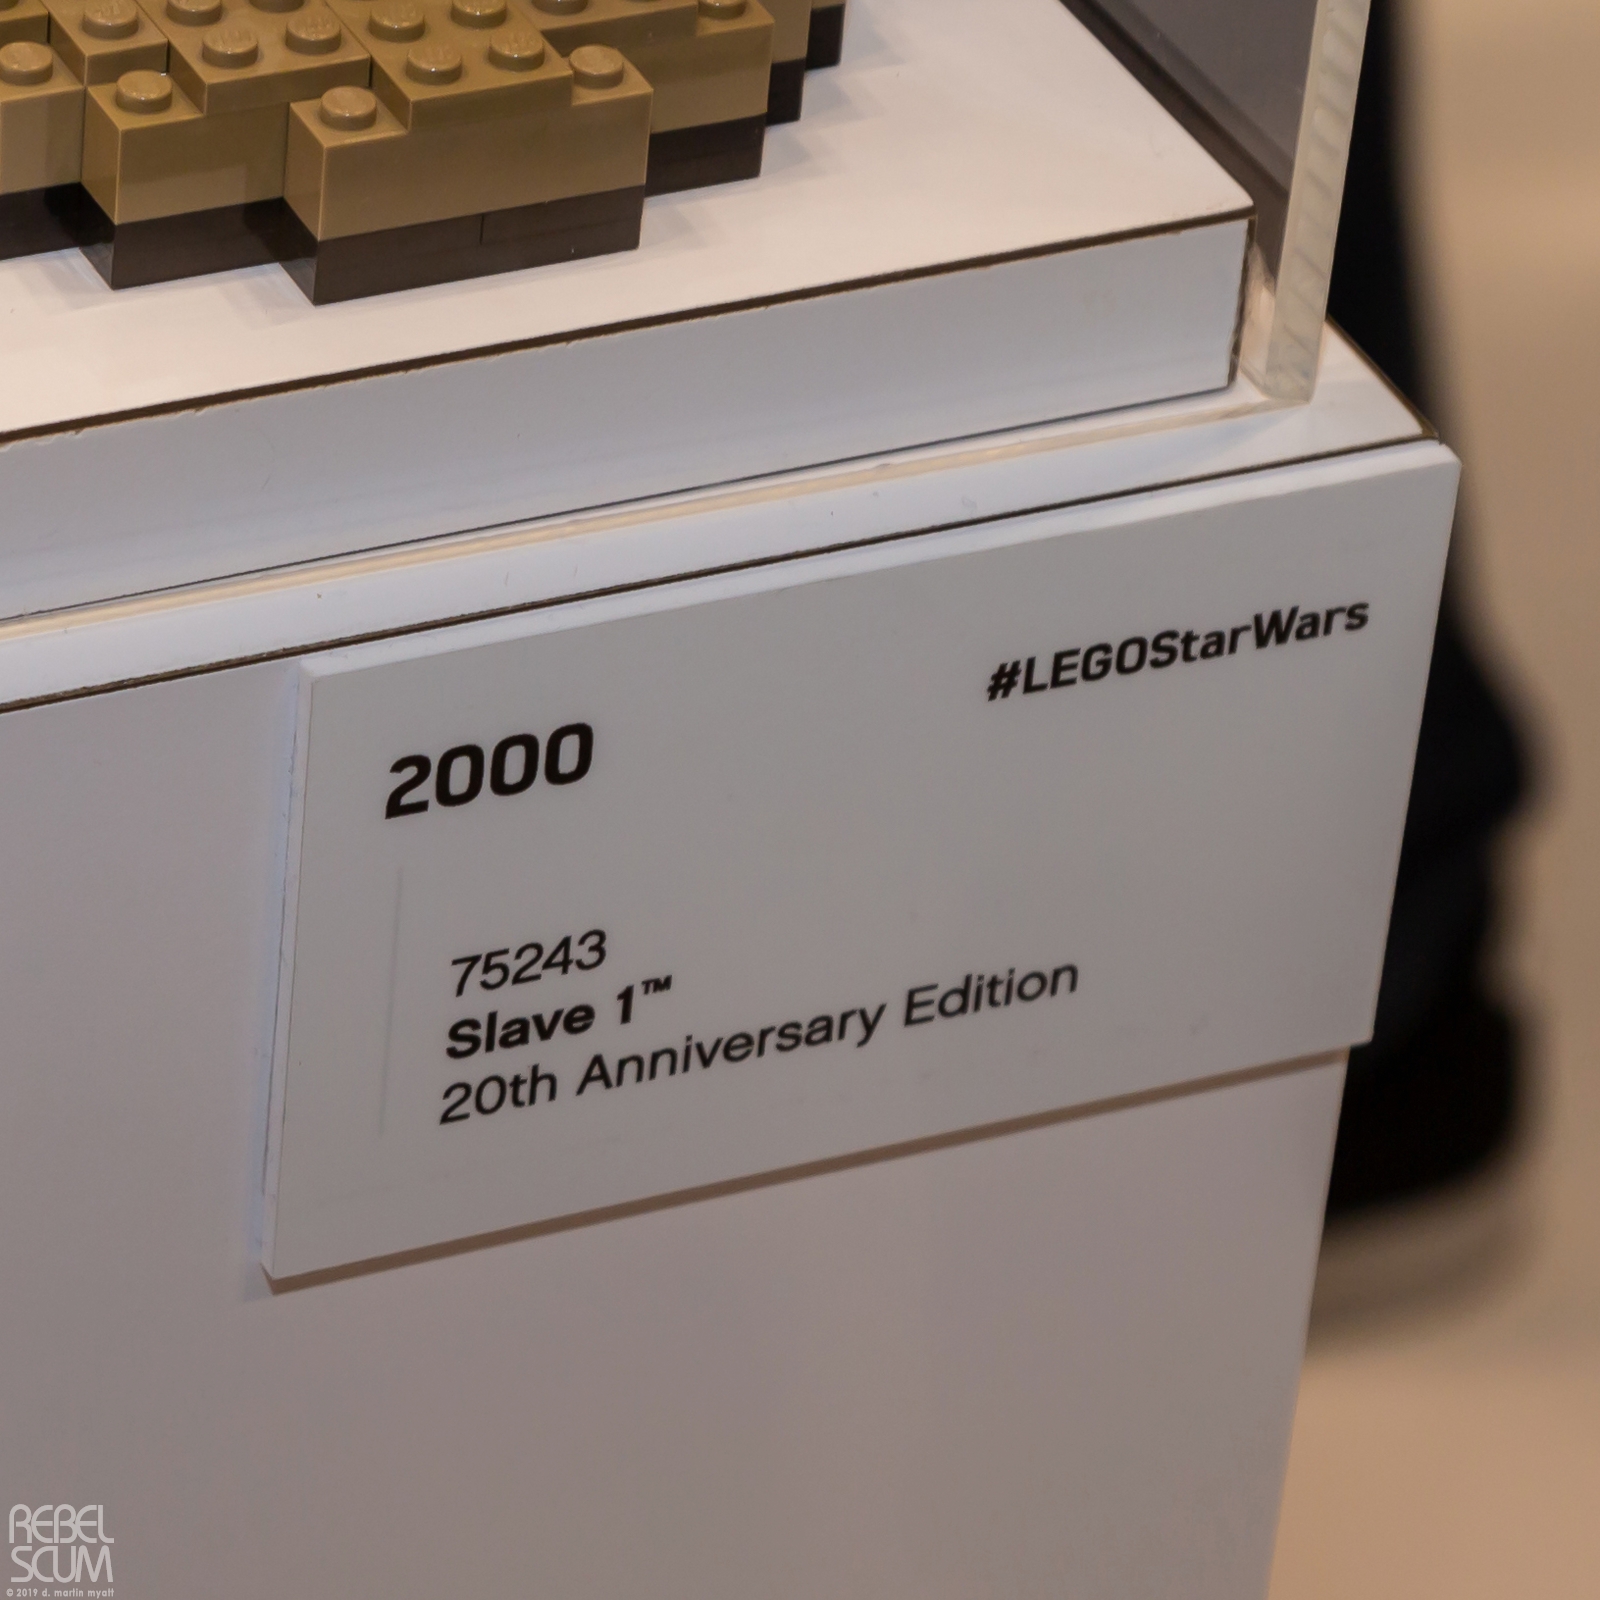 #LEGOStarWars
2000
75243
Slave 1™
20th Anniversary Edition
REBEL
SCUM
© 2019 d. martin myatt